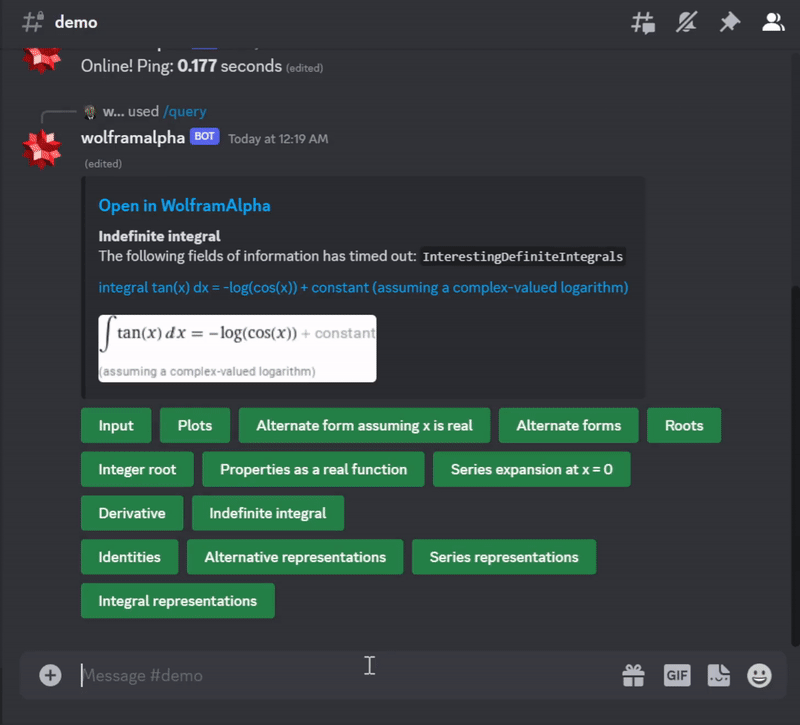 demo
Online! Ping: 0.177 seconds (edited)
w... used /query
wolframalpha BOT Today at 12:19 AM
(edited)
Open in WolframAlpha
Indefinite integral
The following fields of information has timed out: InterestingDefiniteIntegrals
integral tan(x) dx = -log(cos(x)) + constant (assuming a complex-valued logarithm)
∫ tan(x) dx = −log(cos(x)) + constant
(assuming a complex-valued logarithm)
Input Plots Alternate form assuming x is real Alternate forms Roots
Integer root Properties as a real function Series expansion at x = 0
Derivative Indefinite integral
Identities Alternative representations Series representations
Integral representations
Message #demo GIF